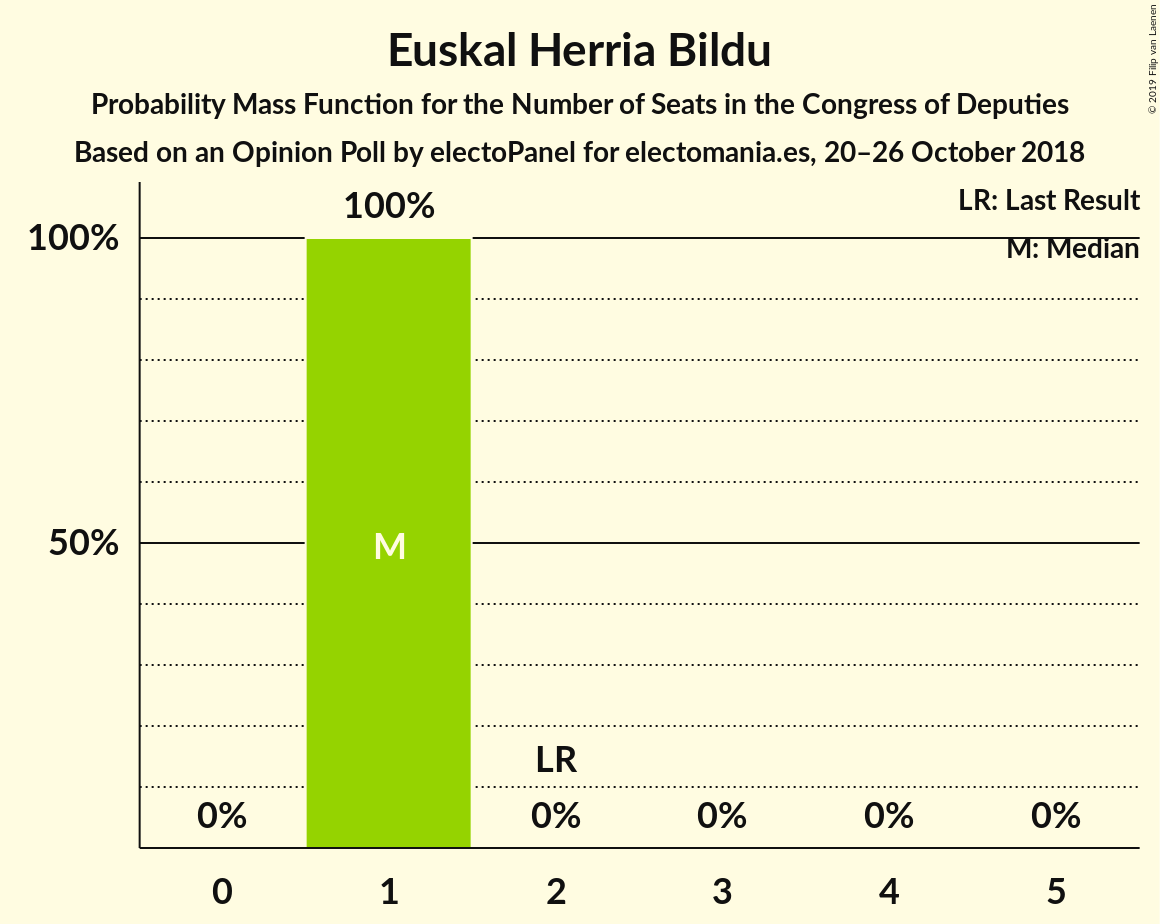 Euskal Herria Bildu
Probability Mass Function for the Number of Seats in the Congress of Deputies
Based on an Opinion Poll by electoPanel for electomania.es, 20–26 October 2018
© 2019 Filip van Laenen
LR: Last Result
M: Median
100%
100%
50%
M
LR
0%
0%
0%
0%
0%
0
1
2
3
4
5